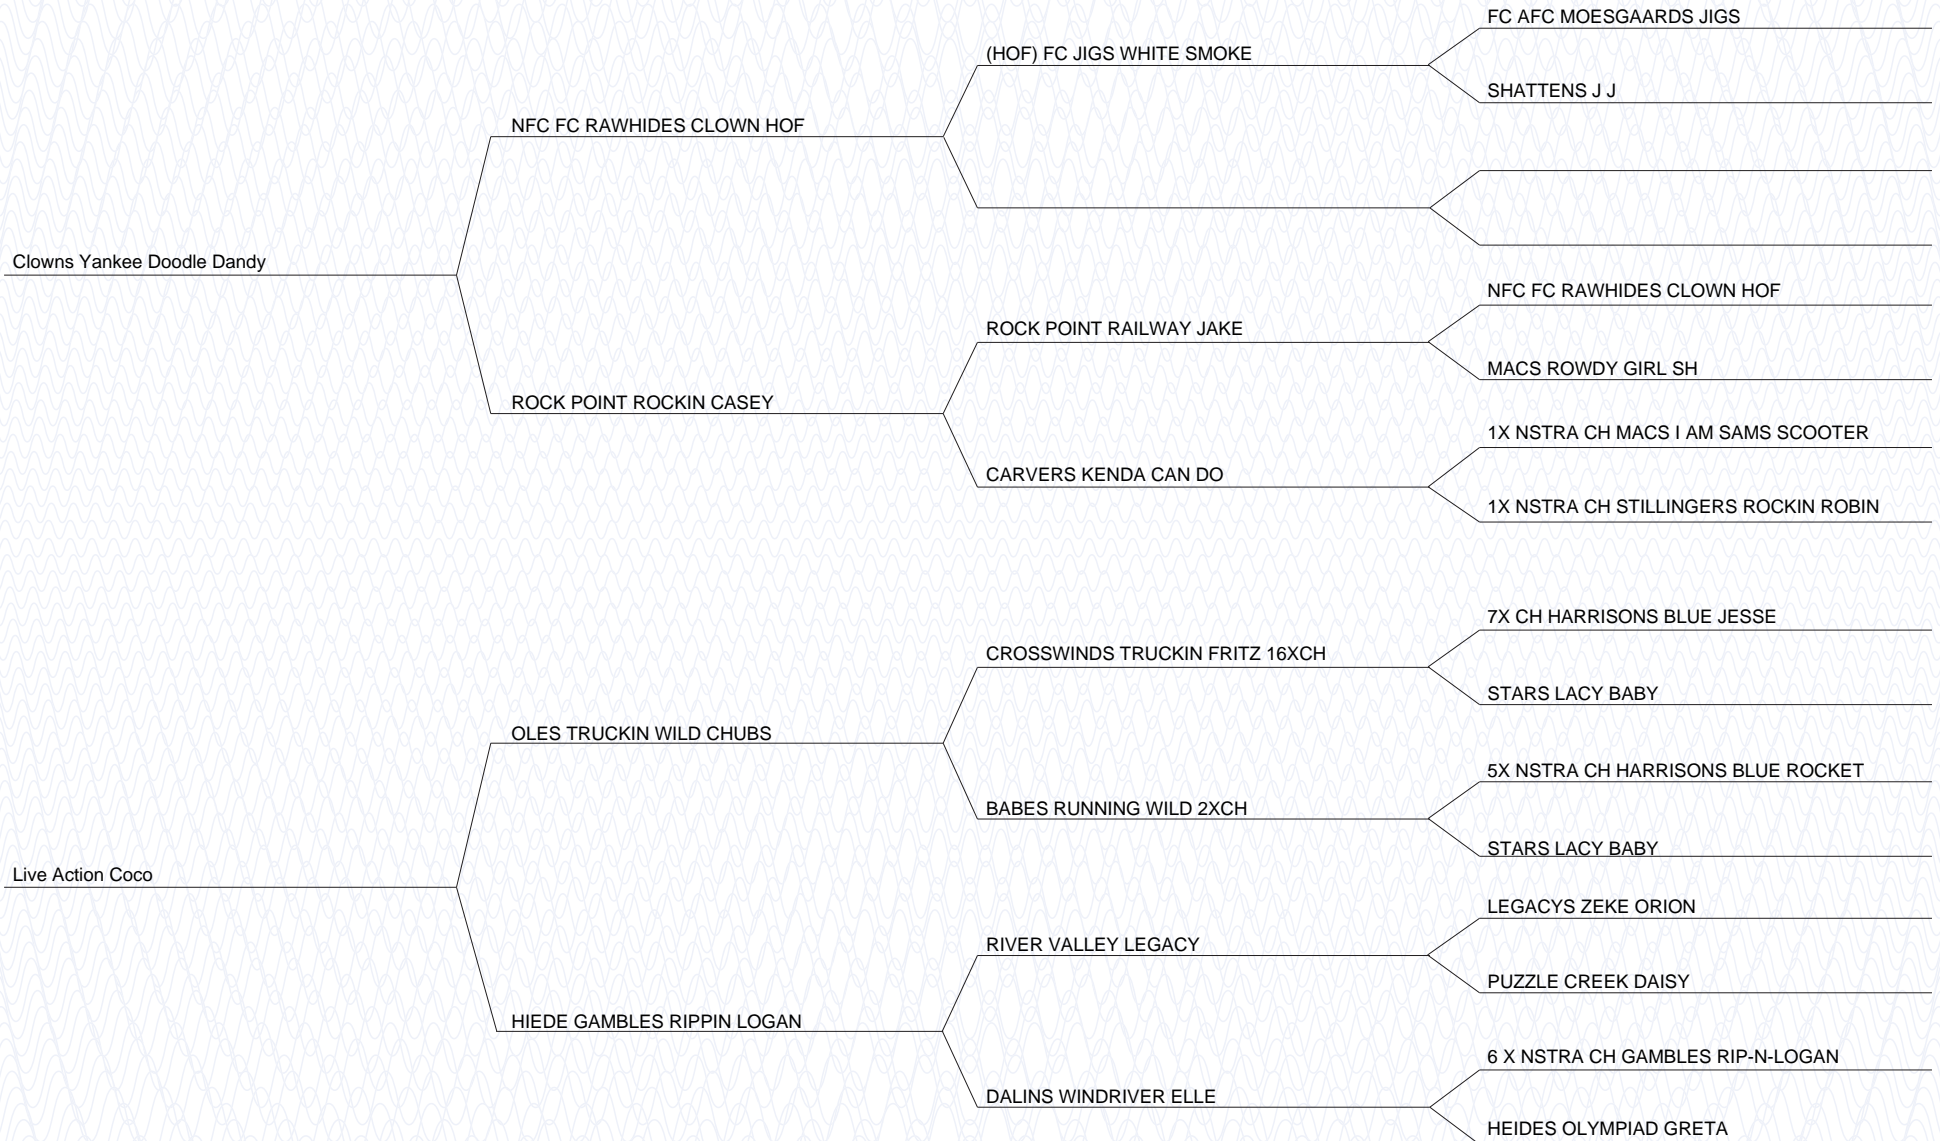 FC AFC MOESGAARDS JIGS
(HOF) FC JIGS WHITE SMOKE
SHATTENS J J
NFC FC RAWHIDES CLOWN HOF
Clowns Yankee Doodle Dandy
NFC FC RAWHIDES CLOWN HOF
ROCK POINT RAILWAY JAKE
MACS ROWDY GIRL SH
ROCK POINT ROCKIN CASEY
1X NSTRA CH MACS I AM SAMS SCOOTER
CARVERS KENDA CAN DO
1X NSTRA CH STILLINGERS ROCKIN ROBIN
7X CH HARRISONS BLUE JESSE
CROSSWINDS TRUCKIN FRITZ 16XCH
STARS LACY BABY
OLES TRUCKIN WILD CHUBS
5X NSTRA CH HARRISONS BLUE ROCKET
BABES RUNNING WILD 2XCH
STARS LACY BABY
Live Action Coco
LEGACYS ZEKE ORION
RIVER VALLEY LEGACY
PUZZLE CREEK DAISY
HIEDE GAMBLES RIPPIN LOGAN
6 X NSTRA CH GAMBLES RIP-N-LOGAN
DALINS WINDRIVER ELLE
HEIDES OLYMPIAD GRETA